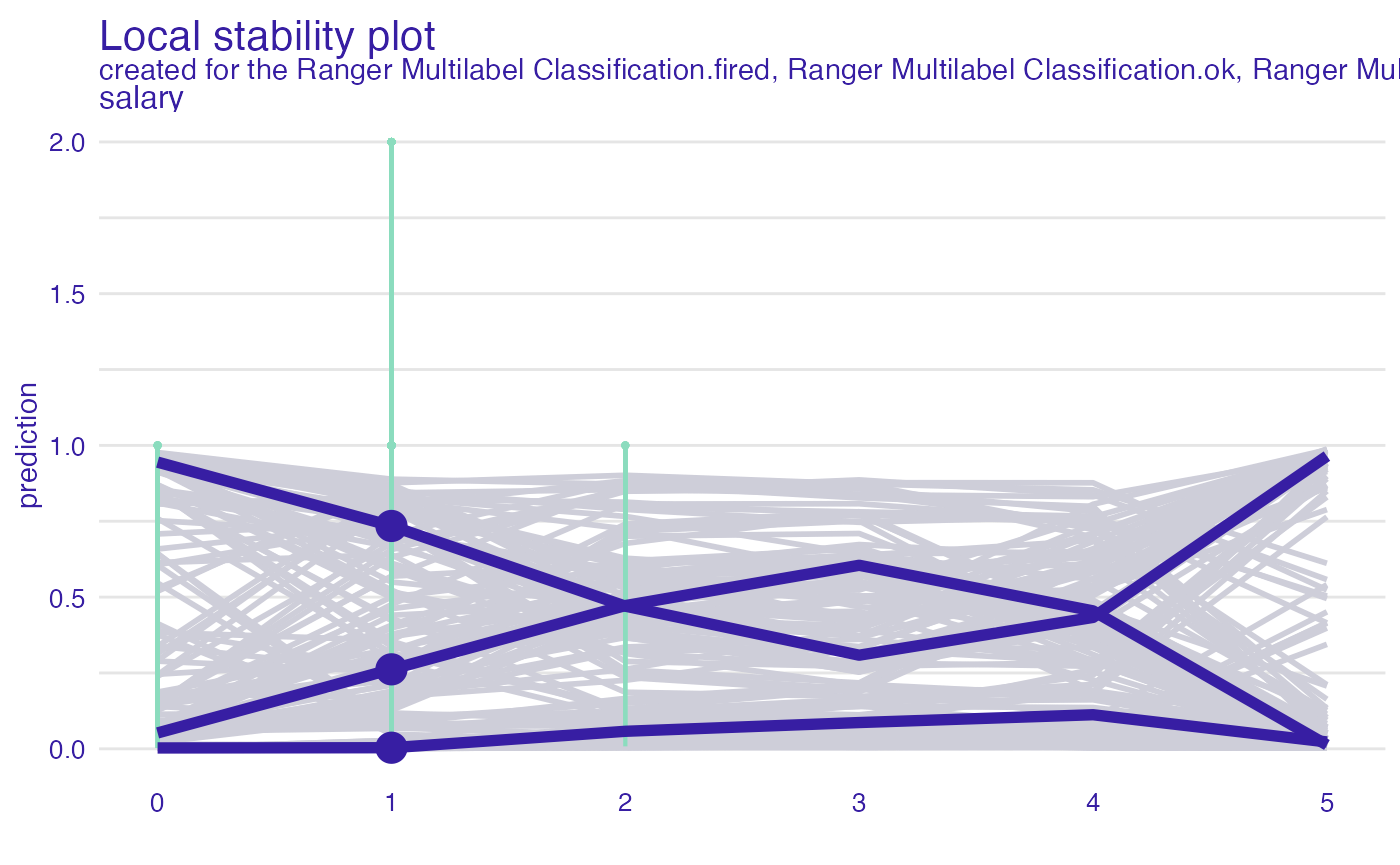 Local stability plot
created for the Ranger Multilabel Classification.fired, Ranger Multilabel Classification.ok, Ranger Mul
salary
2.0
1.5
1.0
0.5
0.0
prediction
0 1 2 3 4 5